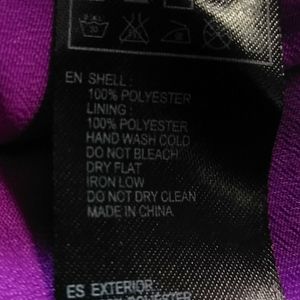 EN SHELL :
100% POLYESTER
LINING :
100% POLYESTER
HAND WASH COLD
DO NOT BLEACH
DRY FLAT
IRON LOW
DO NOT DRY CLEAN
MADE IN CHINA
ES EXTERIOR :